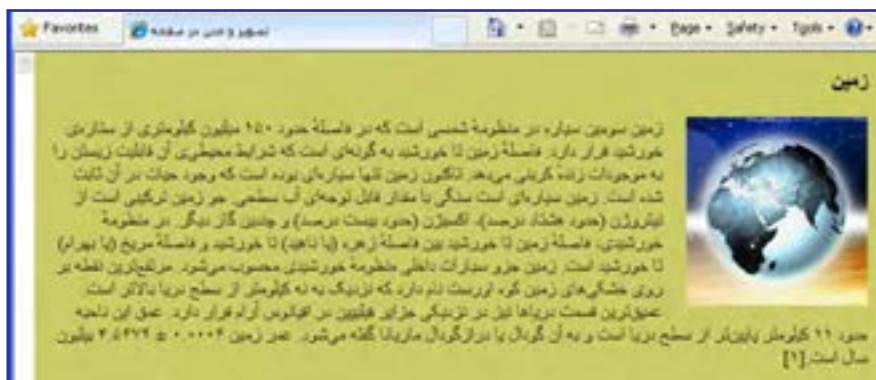 Favorites تصویر و متن در صفحه Page Safety Tools
زمین
زمین سومین سیاره در منظومهٔ شمسی است که در فاصلهٔ حدود ۱۵۰ میلیون کیلومتری از ستاره‌ی
خورشید قرار دارد. فاصلهٔ زمین تا خورشید به گونه‌ای است که شرایط محیطی‌ی آن قابلیت زیستن را
به موجودات زندهٔ کربنی می‌دهد. تاکنون زمین تنها سیاره‌ای بوده است که وجود حیات در آن ثابت
شده است. زمین سیاره‌ای است سنگی با مقدار قابل توجه‌ای آب سطحی. جو زمین ترکیبی است از
نیتروژن (حدود هشتاد درصد)، اکسیژن (حدود بیست درصد) و چندین گاز دیگر. در منظومهٔ
خورشیدی، فاصلهٔ زمین تا خورشید بین فاصلهٔ زهره (یا ناهید) تا خورشید و فاصلهٔ مریخ (یا بهرام)
تا خورشید است. زمین جزو سیارات داخلی منظومهٔ خورشیدی محسوب می‌شود. مرتفع‌ترین نقطه بر
روی خشکی‌های زمین کوه اورست نام دارد که نزدیک به نه کیلومتر از سطح دریا بالاتر است.
عمیق‌ترین قسمت دریاها نیز در نزدیکی جزایر فیلیپین در اقیانوس آرام قرار دارد. عمق این ناحیه
حدود ۱۱ کیلومتر پایین‌تر از سطح دریا است و به آن گودال یا درازگودال ماریانا گفته می‌شود. عمر زمین
سال است.[۱]